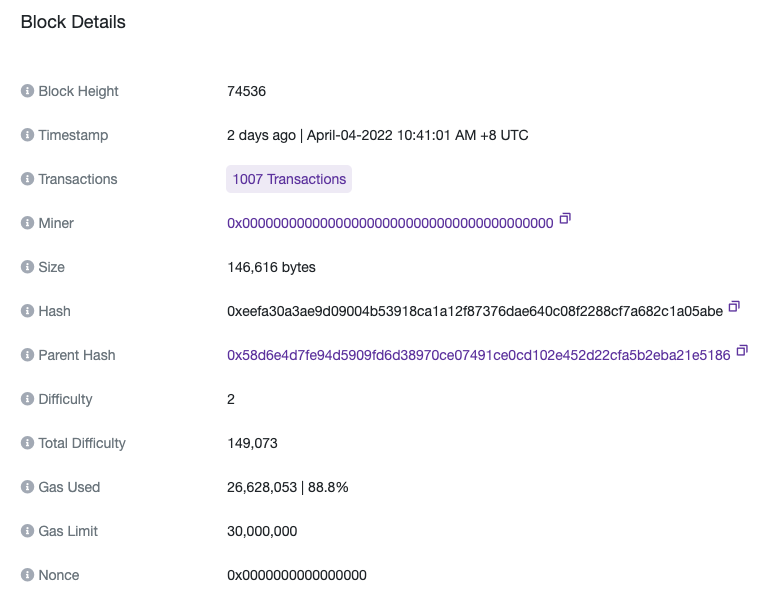 Block Details
Block Height 74536
Timestamp 2 days ago | April-04-2022 10:41:01 AM +8 UTC
Transactions 1007 Transactions
Miner 0x0000000000000000000000000000000000000000
Size 146,616 bytes
Hash 0xeefa30a3ae9d09004b53918ca1a12f87376dae640c08f2288cf7a682c1a05abe
Parent Hash 0x58d6e4d7fe94d5909fd6d38970ce07491ce0cd102e452d22cfa5b2eba21e5186
Difficulty 2
Total Difficulty 149,073
Gas Used 26,628,053 | 88.8%
Gas Limit 30,000,000
Nonce 0x0000000000000000